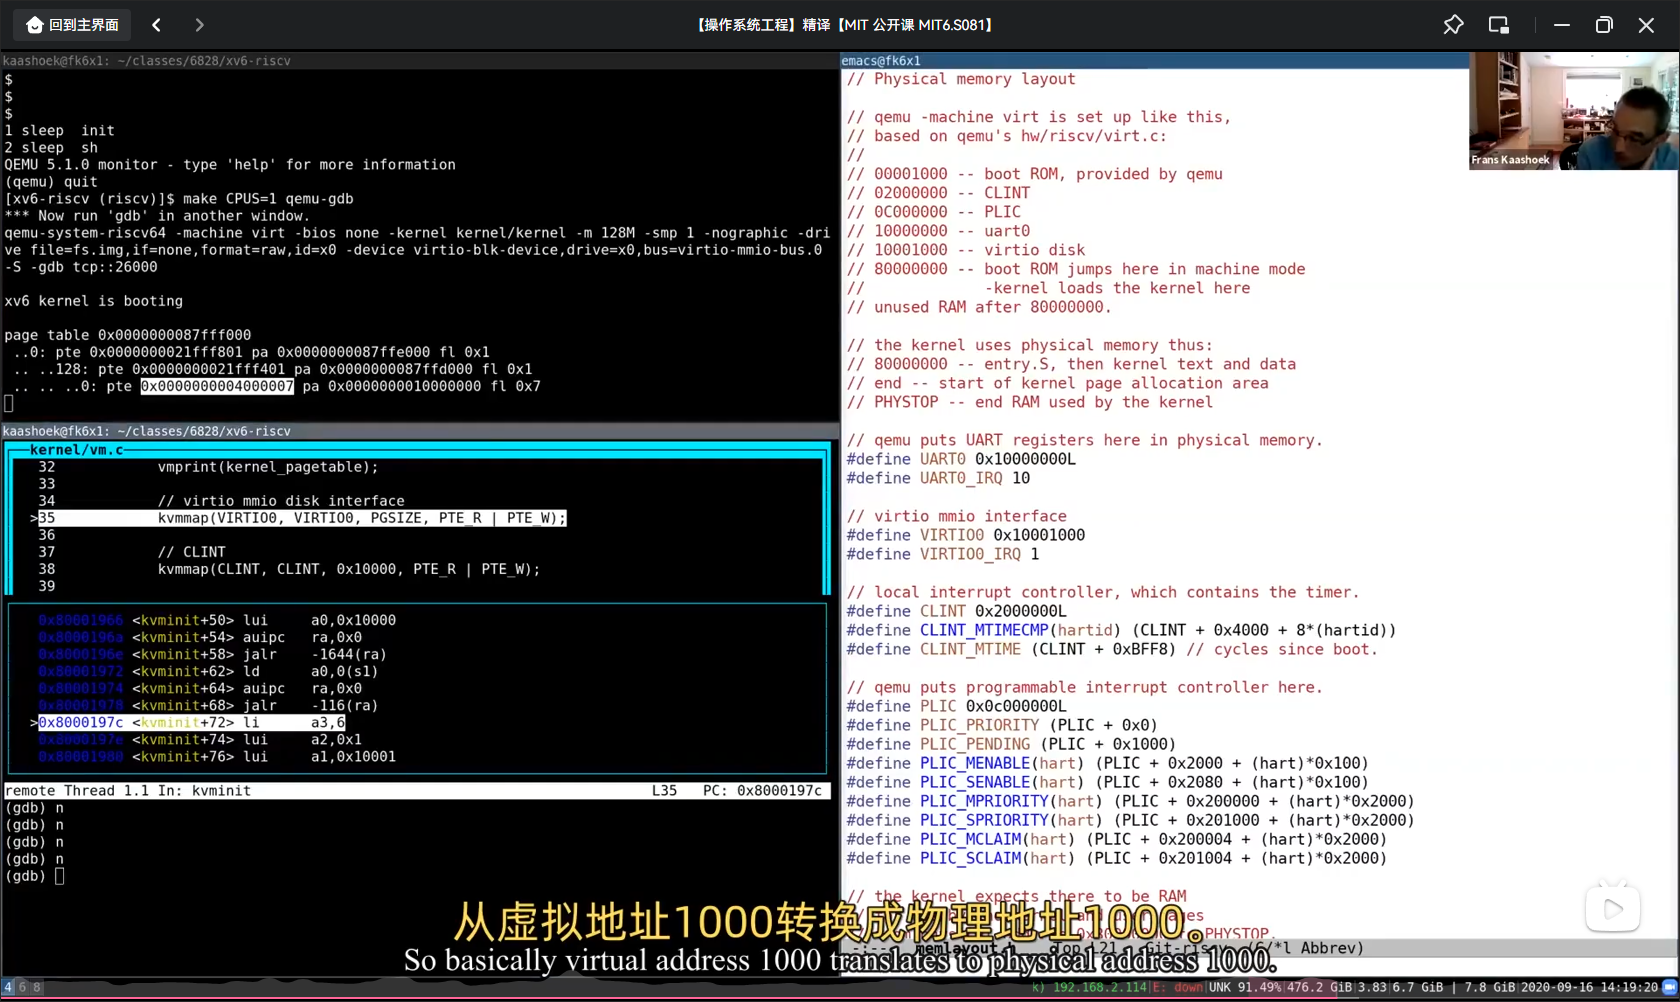 回到主界面
【操作系统工程】精译【MIT 公开课 MIT6.S081】
kaashoek@fk6x1: ~/classes/6828/xv6-riscv
$
$
$
1 sleep  init
2 sleep  sh
QEMU 5.1.0 monitor - type 'help' for more information
(qemu) quit
[xv6-riscv (riscv)]$ make CPUS=1 qemu-gdb
*** Now run 'gdb' in another window.
qemu-system-riscv64 -machine virt -bios none -kernel kernel/kernel -m 128M -smp 1 -nographic -dri
ve file=fs.img,if=none,format=raw,id=x0 -device virtio-blk-device,drive=x0,bus=virtio-mmio-bus.0
-S -gdb tcp::26000
xv6 kernel is booting
page table 0x0000000087fff000
..0: pte 0x0000000021fff801 pa 0x0000000087ffe000 fl 0x1
.. ..128: pte 0x0000000021fff401 pa 0x0000000087ffd000 fl 0x1
.. .. ..0: pte 0x0000000004000007 pa 0x0000000010000000 fl 0x7
kaashoek@fk6x1: ~/classes/6828/xv6-riscv
kernel/vm.c
32 vmprint(kernel_pagetable);
33
34 // virtio mmio disk interface
>35 kvmmap(VIRTIO0, VIRTIO0, PGSIZE, PTE_R | PTE_W);
36
37 // CLINT
38 kvmmap(CLINT, CLINT, 0x10000, PTE_R | PTE_W);
39
0x80001966 <kvminit+50> lui a0,0x10000
0x8000196a <kvminit+54> auipc ra,0x0
0x8000196e <kvminit+58> jalr -1644(ra)
0x80001972 <kvminit+62> ld a0,0(s1)
0x80001974 <kvminit+64> auipc ra,0x0
0x80001978 <kvminit+68> jalr -116(ra)
>0x8000197c <kvminit+72> li a3,6
0x8000197e <kvminit+74> lui a2,0x1
0x80001980 <kvminit+76> lui a1,0x10001
remote Thread 1.1 In: kvminit L35 PC: 0x8000197c
(gdb) n
(gdb) n
(gdb) n
(gdb) n
(gdb)
emacs@fk6x1
// Physical memory layout
// qemu -machine virt is set up like this,
// based on qemu's hw/riscv/virt.c:
//
// 00001000 -- boot ROM, provided by qemu
// 02000000 -- CLINT
// 0C000000 -- PLIC
// 10000000 -- uart0
// 10001000 -- virtio disk
// 80000000 -- boot ROM jumps here in machine mode
//             -kernel loads the kernel here
// unused RAM after 80000000.
// the kernel uses physical memory thus:
// 80000000 -- entry.S, then kernel text and data
// end -- start of kernel page allocation area
// PHYSTOP -- end RAM used by the kernel
// qemu puts UART registers here in physical memory.
#define UART0 0x10000000L
#define UART0_IRQ 10
// virtio mmio interface
#define VIRTIO0 0x10001000
#define VIRTIO0_IRQ 1
// local interrupt controller, which contains the timer.
#define CLINT 0x2000000L
#define CLINT_MTIMECMP(hartid) (CLINT + 0x4000 + 8*(hartid))
#define CLINT_MTIME (CLINT + 0xBFF8) // cycles since boot.
// qemu puts programmable interrupt controller here.
#define PLIC 0x0c000000L
#define PLIC_PRIORITY (PLIC + 0x0)
#define PLIC_PENDING (PLIC + 0x1000)
#define PLIC_MENABLE(hart) (PLIC + 0x2000 + (hart)*0x100)
#define PLIC_SENABLE(hart) (PLIC + 0x2080 + (hart)*0x100)
#define PLIC_MPRIORITY(hart) (PLIC + 0x200000 + (hart)*0x2000)
#define PLIC_SPRIORITY(hart) (PLIC + 0x201000 + (hart)*0x2000)
#define PLIC_MCLAIM(hart) (PLIC + 0x200004 + (hart)*0x2000)
#define PLIC_SCLAIM(hart) (PLIC + 0x201004 + (hart)*0x2000)
// the kernel expects there to be RAM
PHYSTOP.
Top L21 Git-riscv (C/*l Abbrev)
Frans Kaashoek
从虚拟地址1000转换成物理地址1000。
So basically virtual address 1000 translates to physical address 1000.
4 6 8
192.168.2.114|E: down|UNK 91.49%|476.2 GiB|3.83|6.7 GiB | 7.8 GiB|2020-09-16 14:19:20